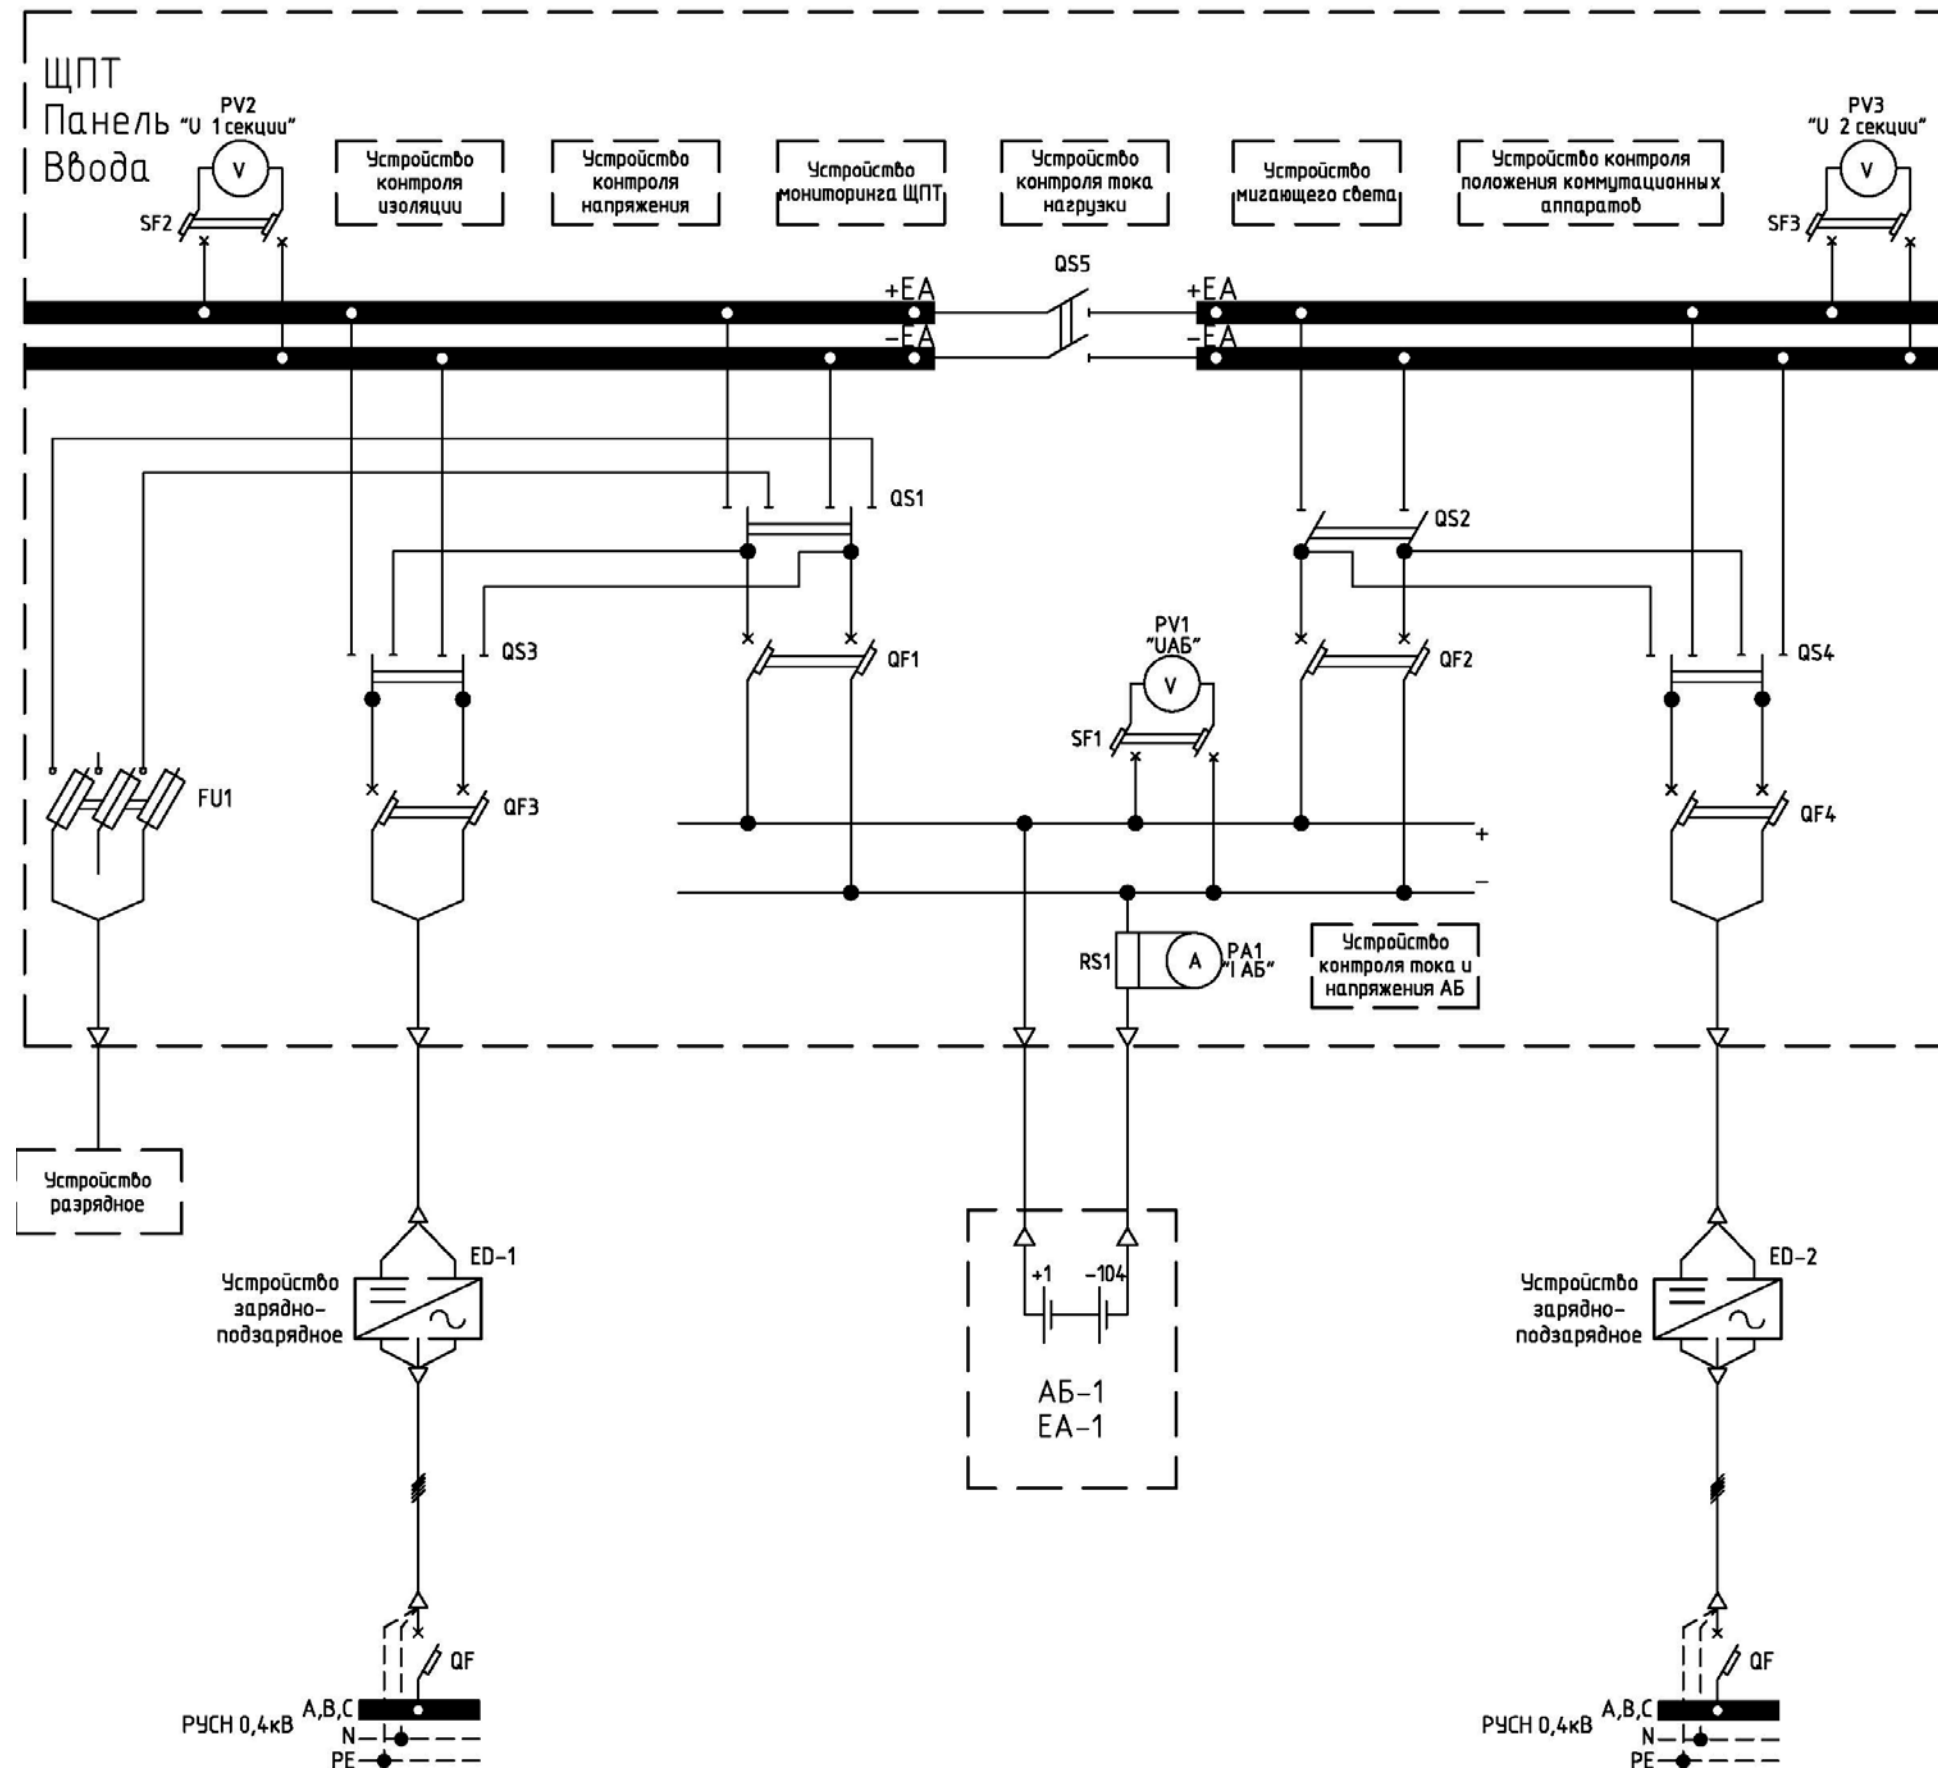 ЩПТ
Панель
Ввода
PV2
"U 1 секции"
V
SF2
Устройство
контроля
изоляции
Устройство
контроля
напряжения
Устройство
мониторинга ЩПТ
Устройство
контроля тока
нагрузки
Устройство
мигающего света
Устройство контроля
положения коммутационных
аппаратов
PV3
"U 2 секции"
V
SF3
QS5
+EA
+EA
-EA
-EA
QS1
QS2
QS3
QF1
PV1
"UАБ"
V
SF1
QF2
QS4
FU1
QF3
QF4
+
-
RS1
A
PA1
"I АБ"
Устройство
контроля тока и
напряжения АБ
Устройство
разрядное
ED-1
Устройство
зарядно-
подзарядное
+1
-104
АБ-1
EA-1
ED-2
Устройство
зарядно-
подзарядное
QF
A,B,C
РУСН 0,4кВ
N
PE
QF
A,B,C
РУСН 0,4кВ
N
PE